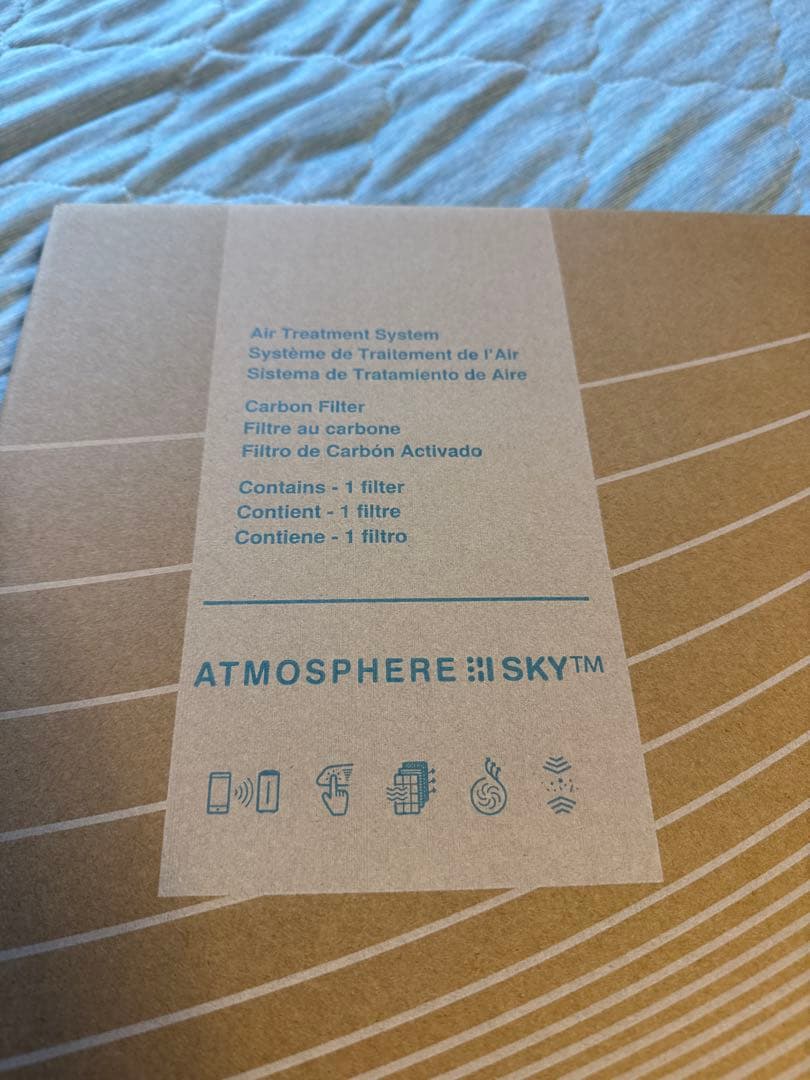 Air Treatment System
Système de Traitement de l'Air
Sistema de Tratamiento de Aire
Carbon Filter
Filtre au carbone
Filtro de Carbón Activado
Contains - 1 filter
Contient - 1 filtre
Contiene - 1 filtro
ATMOSPHERE SKY™